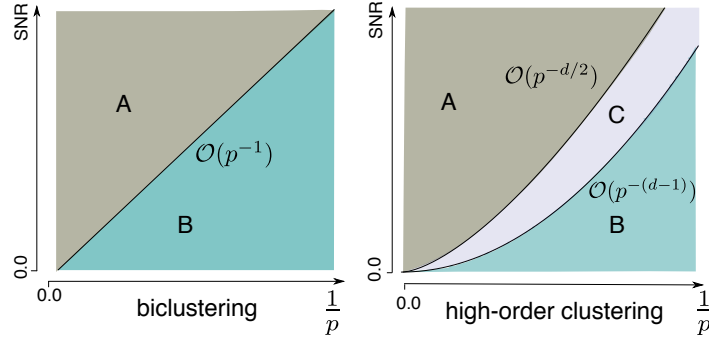 SNR
A
𝒪(p^{-1})
B
0.0
0.0
biclustering
1/p
SNR
A
𝒪(p^{-d/2})
C
𝒪(p^{-(d-1)})
B
0.0
0.0
high-order clustering
1/p